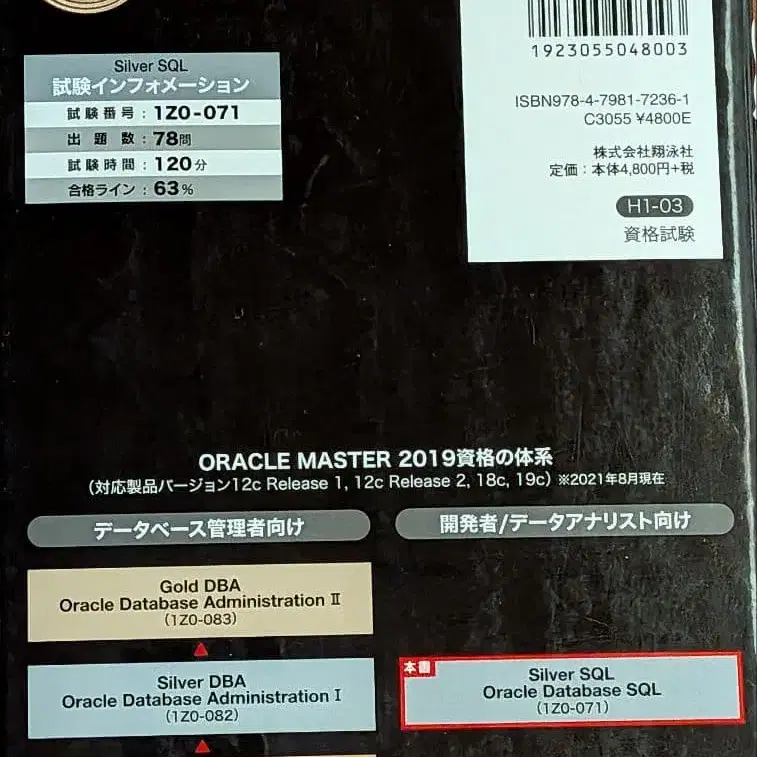 Silver SQL
試験インフォメーション
試験番号：1Z0-071
出題数：78問
試験時間：120分
合格ライン：63%
1923055048003
ISBN978-4-7981-7236-1
C3055 ¥4800E
株式会社翔泳社
定価：本体4,800円+税
H1-03
資格試験
ORACLE MASTER 2019資格の体系
（対応製品バージョン12c Release 1, 12c Release 2, 18c, 19c）※2021年8月現在
データベース管理者向け
開発者/データアナリスト向け
Gold DBA
Oracle Database Administration Ⅱ
（1Z0-083）
Silver DBA
Oracle Database Administration Ⅰ
（1Z0-082）
本書
Silver SQL
Oracle Database SQL
（1Z0-071）